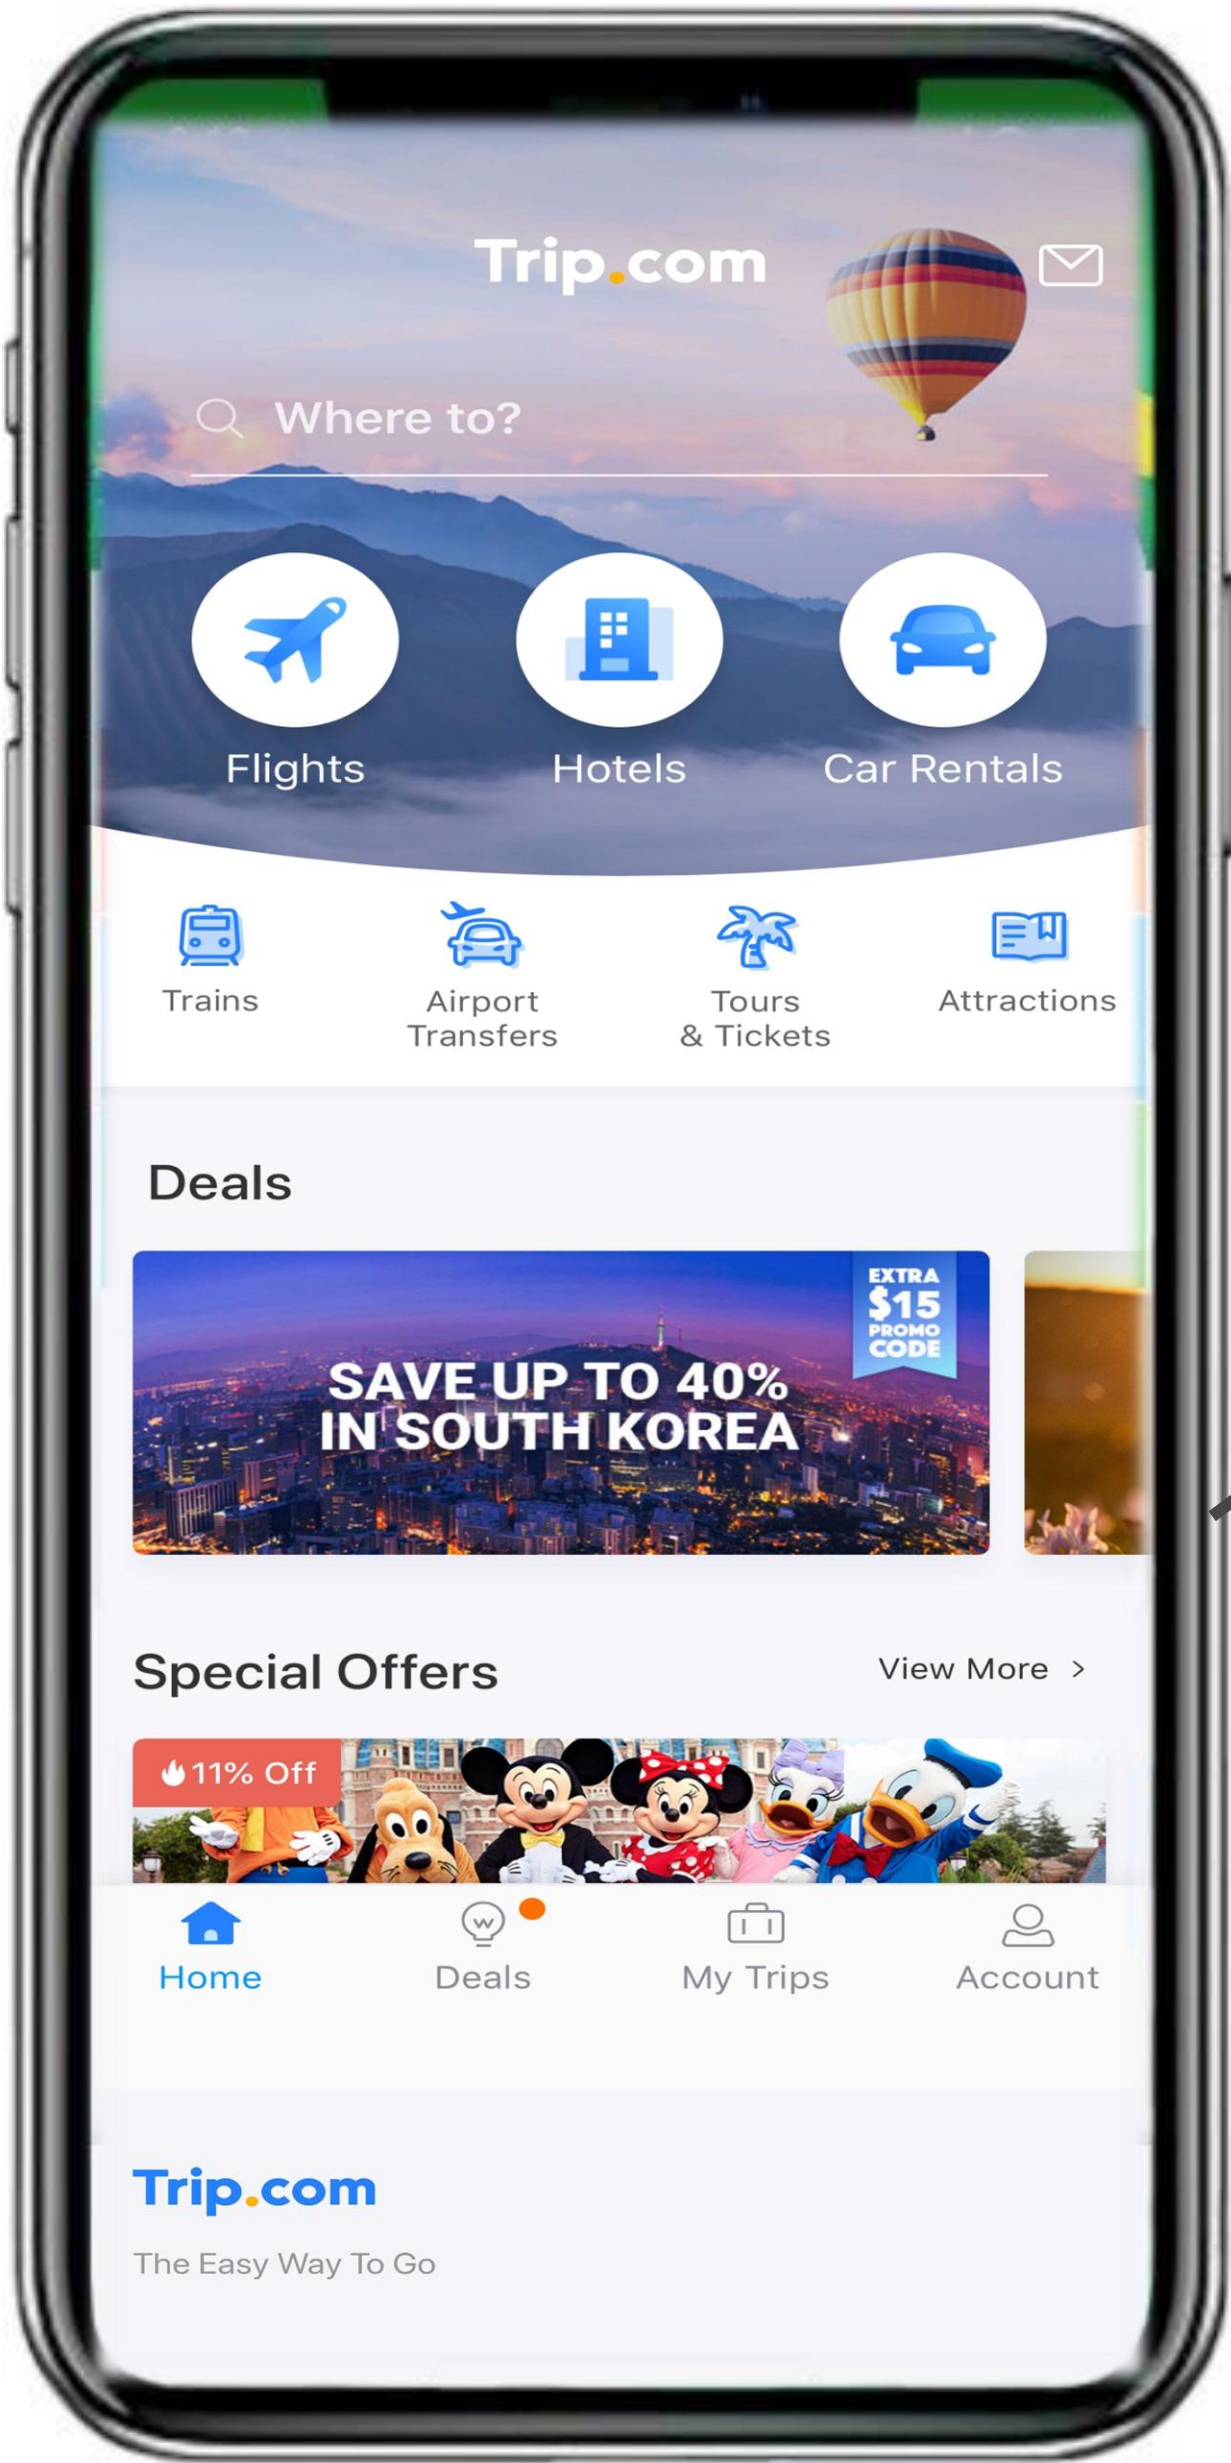 Trip.com
Where to?
Flights
Hotels
Car Rentals
Trains
Airport
Transfers
Tours
& Tickets
Attractions
Deals
EXTRA
$15
PROMO
CODE
SAVE UP TO 40%
IN SOUTH KOREA
Special Offers
View More >
11% Off
Home
Deals
My Trips
Account
Trip.com
The Easy Way To Go